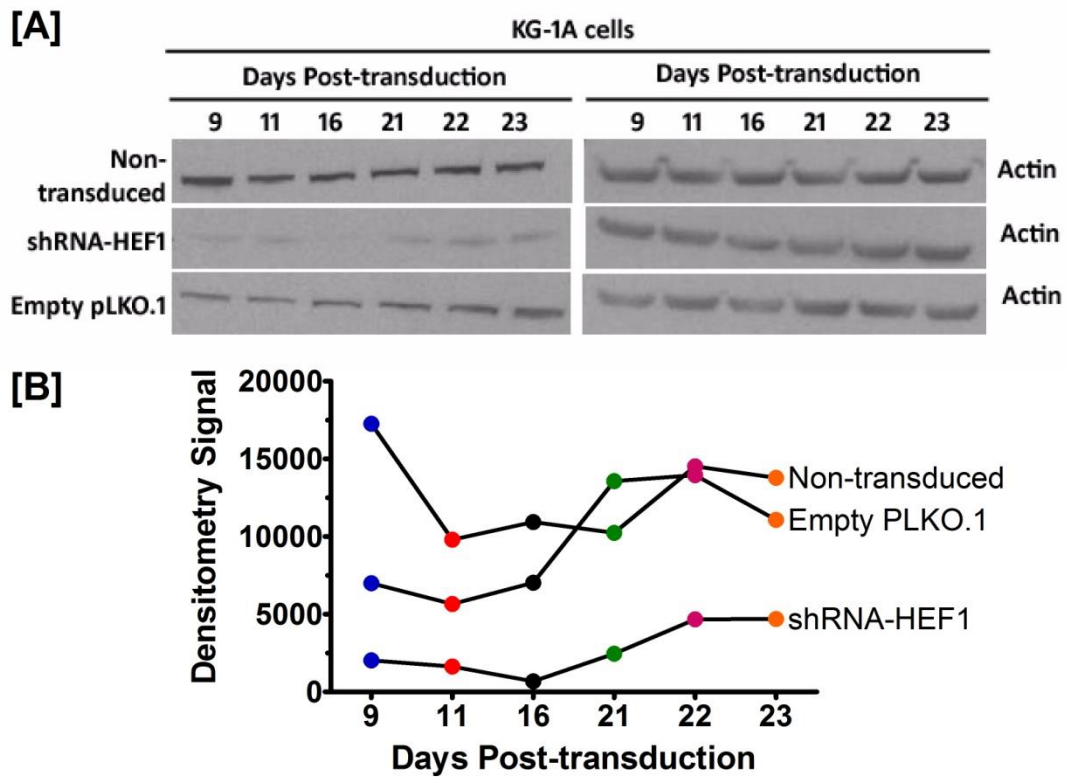 [A]
KG-1A cells
Days Post-transduction
Days Post-transduction
9 11 16 21 22 23
9 11 16 21 22 23
Non-
transduced
Actin
shRNA-HEF1
Actin
Empty pLKO.1
Actin
[B]
Densitometry Signal
20000
15000
10000
5000
0
Non-transduced
Empty PLKO.1
shRNA-HEF1
9 11 16 21 22 23
Days Post-transduction